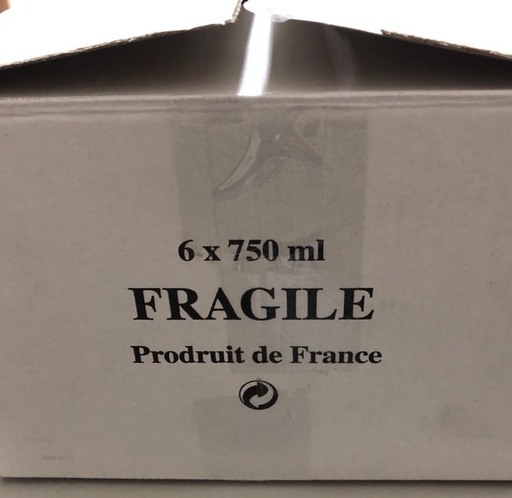 6 x 750 ml
FRAGILE
Prodruit de France